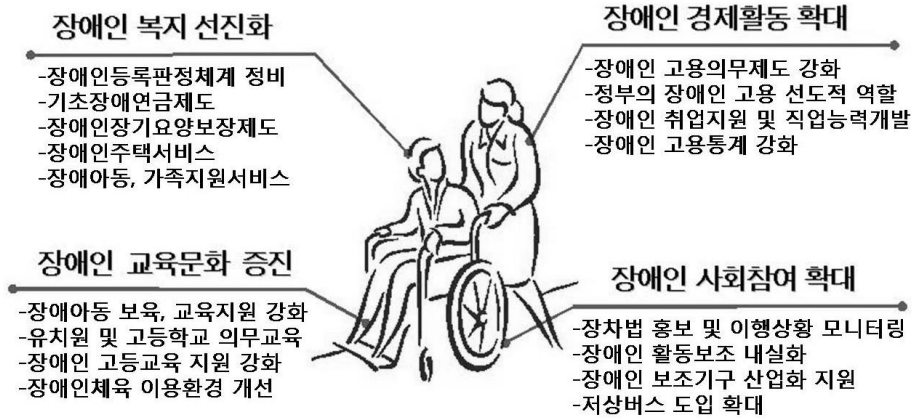 장애인 복지 선진화
-장애인등록판정체계 정비
-기초장애연금제도
-장애인장기요양보장제도
-장애인주택서비스
-장애아동, 가족지원서비스
장애인 경제활동 확대
-장애인 고용의무제도 강화
-정부의 장애인 고용 선도적 역할
-장애인 취업지원 및 직업능력개발
-장애인 고용통계 강화
장애인 교육문화 증진
-장애아동 보육, 교육지원 강화
-유치원 및 고등학교 의무교육
-장애인 고등교육 지원 강화
-장애인체육 이용환경 개선
장애인 사회참여 확대
-장차법 홍보 및 이행상황 모니터링
-장애인 활동보조 내실화
-장애인 보조기구 산업화 지원
-저상버스 도입 확대